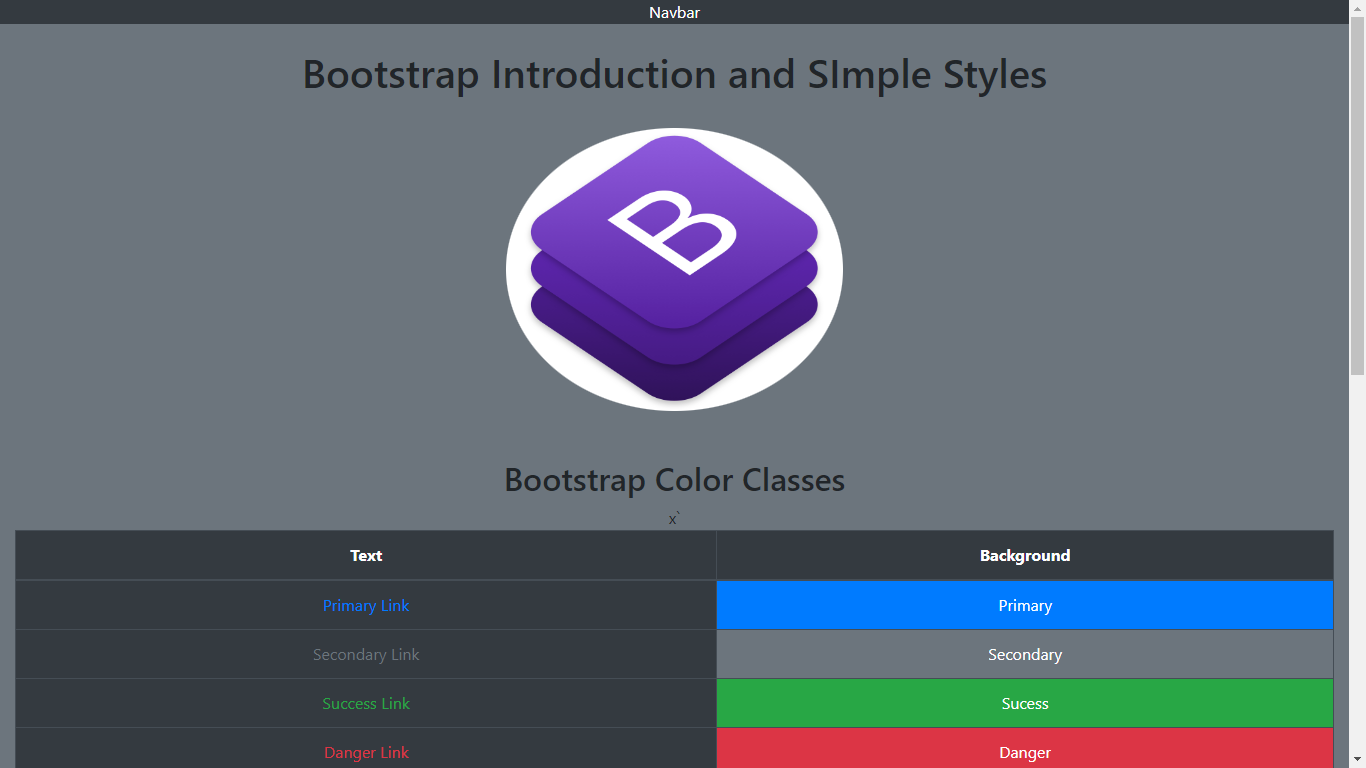 Navbar
Bootstrap Introduction and SImple Styles
B
Bootstrap Color Classes
x`
Text Background
Primary Link Primary
Secondary Link Secondary
Success Link Sucess
Danger Link Danger